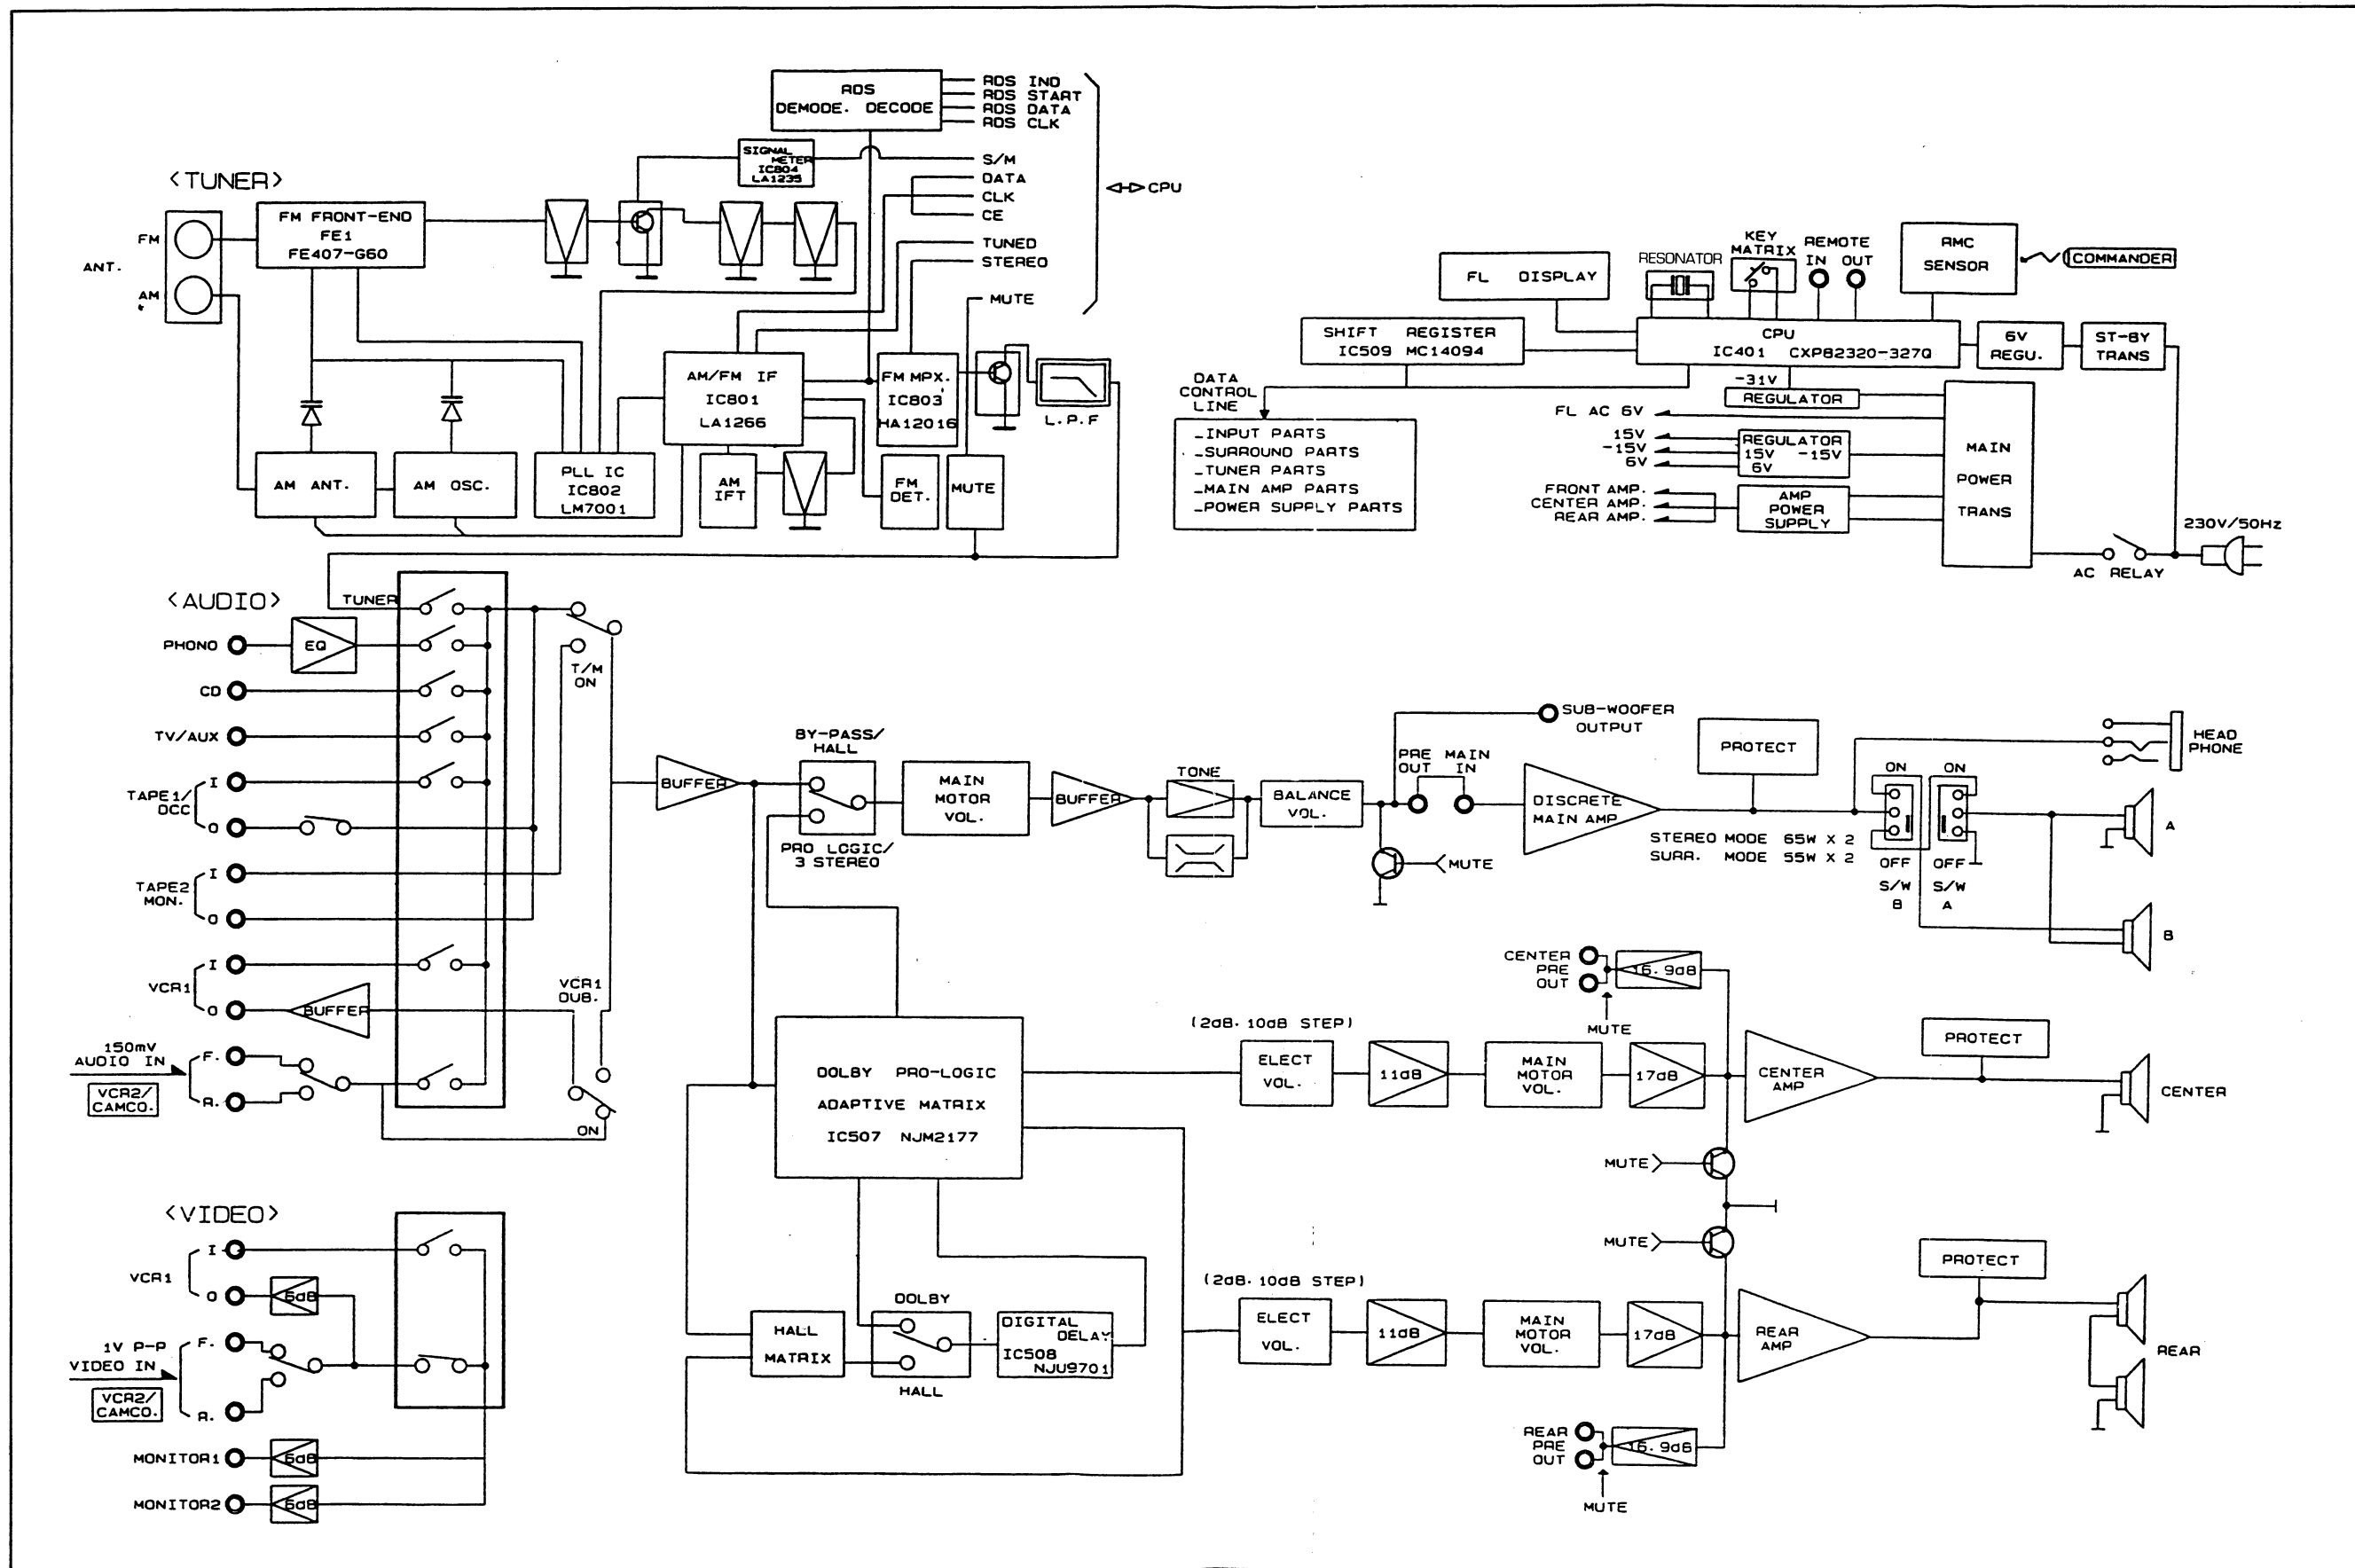 RDS
DEMODE. DECODE
RDS IND
RDS START
RDS DATA
RDS CLK
SIGNAL
METER
IC804
LA1235
S/M
DATA
CLK
CE
TUNED
STEREO
MUTE
CPU
<TUNER>
FM FRONT-END
FE1
FE407-G60
FM
ANT.
AM
AM/FM IF
IC801
LA1266
FM MPX.
IC803
HA12016
L.P.F
AM ANT.
AM OSC.
PLL IC
IC802
LM7001
AM
IFT
FM
DET.
MUTE
FL DISPLAY
RESONATOR
KEY
MATRIX
REMOTE
IN OUT
RMC
SENSOR
COMMANDER
SHIFT REGISTER
IC509 MC14094
CPU
IC401 CXP82320-327Q
6V
REGU.
ST-BY
TRANS
DATA
CONTROL
LINE
-31V
REGULATOR
FL AC 6V
15V
-15V
6V
REGULATOR
15V -15V
6V
MAIN
POWER
TRANS
-INPUT PARTS
-SURROUND PARTS
-TUNER PARTS
-MAIN AMP PARTS
-POWER SUPPLY PARTS
FRONT AMP.
CENTER AMP.
REAR AMP.
AMP
POWER
SUPPLY
230V/50Hz
AC RELAY
<AUDIO>
TUNER
PHONO
EQ
T/M
ON
CD
TV/AUX
TAPE1/
DCC
I
O
TAPE2
MON.
I
O
VCR1
I
O
BUFFER
VCR1
DUB.
150mV
AUDIO IN
VCR2/
CAMCO.
F.
R.
ON
BUFFER
BY-PASS/
HALL
PRO LOGIC/
3 STEREO
MAIN
MOTOR
VOL.
BUFFER
TONE
BALANCE
VOL.
PRE
OUT
MAIN
IN
SUB-WOOFER
OUTPUT
MUTE
DISCRETE
MAIN AMP
PROTECT
STEREO MODE 65W X 2
SURR. MODE 55W X 2
HEAD
PHONE
ON
ON
OFF
OFF
S/W
B
S/W
A
A
B
DOLBY PRO-LOGIC
ADAPTIVE MATRIX
IC507 NJM2177
(2dB. 10dB STEP)
ELECT
VOL.
11dB
MAIN
MOTOR
VOL.
17dB
CENTER
PRE
OUT
16.9dB
MUTE
CENTER
AMP
PROTECT
CENTER
MUTE
MUTE
<VIDEO>
VCR1
I
O
6dB
1V P-P
VIDEO IN
VCR2/
CAMCO.
F.
R.
MONITOR1
6dB
MONITOR2
6dB
HALL
MATRIX
DOLBY
HALL
DIGITAL
DELAY
IC508
NJU9701
(2dB. 10dB STEP)
ELECT
VOL.
11dB
MAIN
MOTOR
VOL.
17dB
REAR
AMP
PROTECT
REAR
REAR
PRE
OUT
16.9d6
MUTE